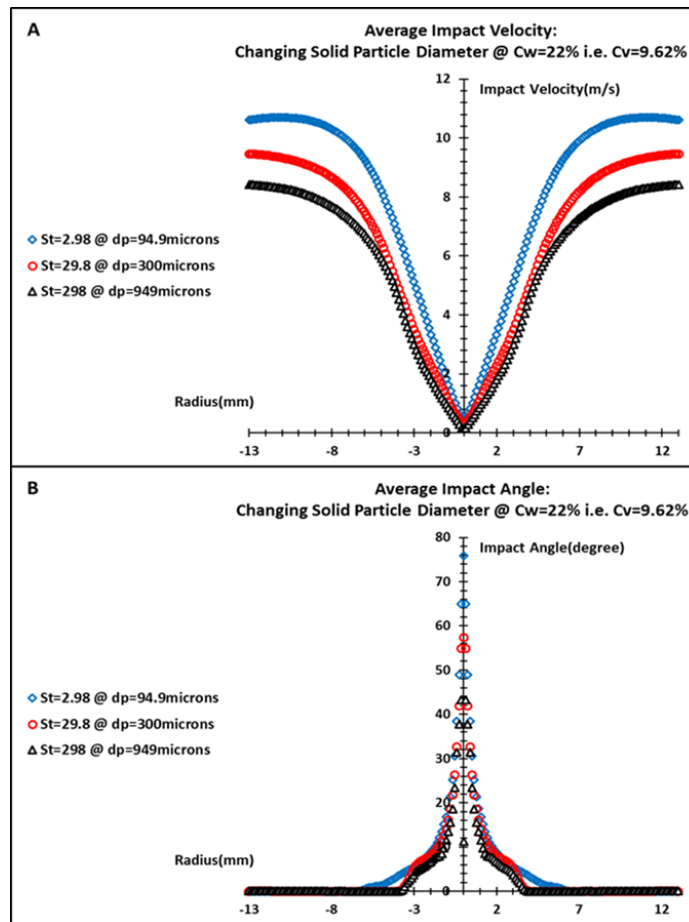 A
Average Impact Velocity:
Changing Solid Particle Diameter @ Cw=22% i.e. Cv=9.62%
12
Impact Velocity(m/s)
10
8
St=2.98 @ dp=94.9microns
6
St=29.8 @ dp=300microns
St=298 @ dp=949microns
4
2
Radius(mm)
0
-13 -8 -3 2 7 12
B
Average Impact Angle:
Changing Solid Particle Diameter @ Cw=22% i.e. Cv=9.62%
80
Impact Angle(degree)
70
60
50
St=2.98 @ dp=94.9microns
40
St=29.8 @ dp=300microns
St=298 @ dp=949microns
30
20
10
Radius(mm)
0
-13 -8 -3 2 7 12